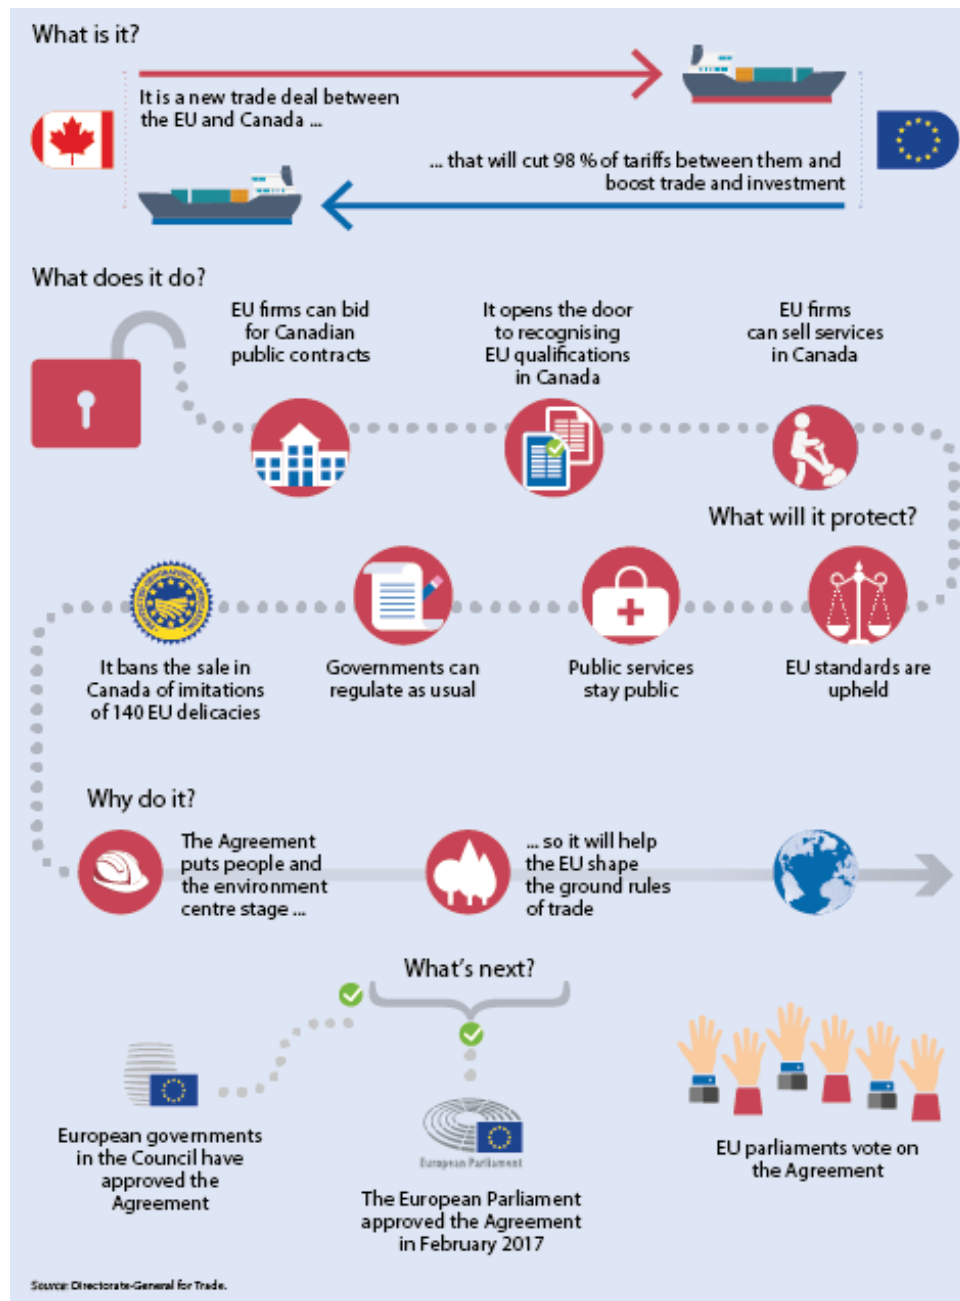 What is it?
It is a new trade deal between
the EU and Canada ...
... that will cut 98 % of tariffs between them and
boost trade and investment
What does it do?
EU firms can bid
for Canadian
public contracts
It opens the door
to recognising
EU qualifications
in Canada
EU firms
can sell services
in Canada
What will it protect?
It bans the sale in
Canada of imitations
of 140 EU delicacies
Governments can
regulate as usual
Public services
stay public
EU standards are
upheld
Why do it?
The Agreement
puts people and
the environment
centre stage ...
... so it will help
the EU shape
the ground rules
of trade
What's next?
European governments
in the Council have
approved the
Agreement
European Parliament
The European Parliament
approved the Agreement
in February 2017
EU parliaments vote on
the Agreement
Source: Directorate-General for Trade.